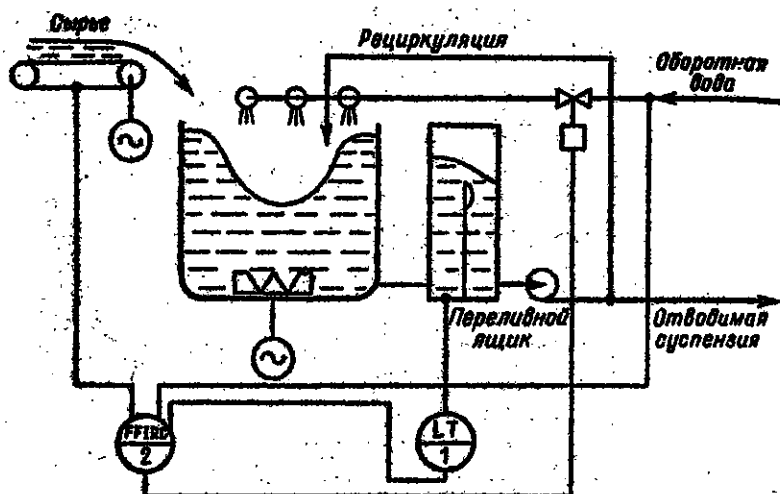 Сырье
Рециркуляция
Оборотная
вода
Переливной
ящик
Отводимая
суспензия
FFIRC
2
LT
1